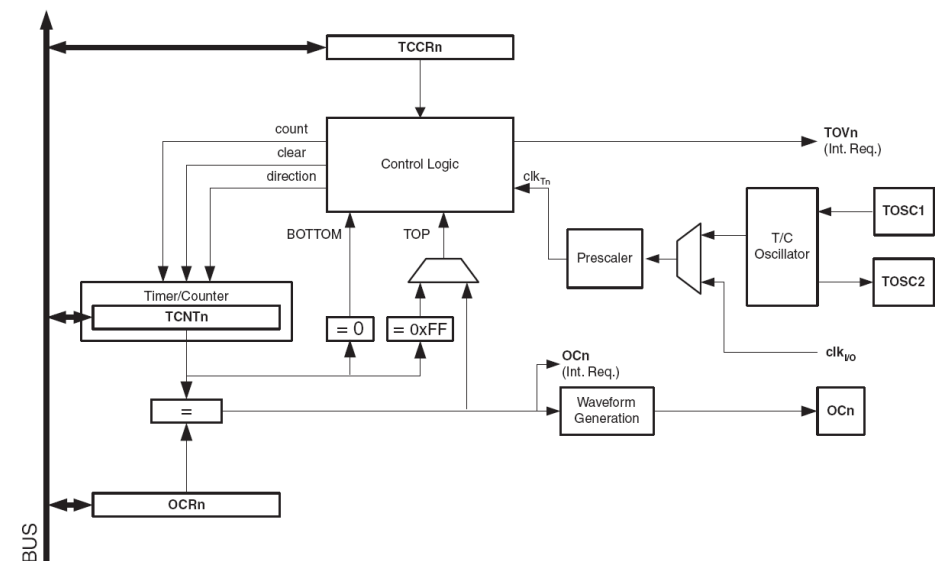 TCCRn
count
clear
direction
Control Logic
TOVn
(Int. Req.)
clkTn
BOTTOM
TOP
TOSC1
T/C
Oscillator
Prescaler
TOSC2
Timer/Counter
TCNTn
= 0
= 0xFF
clkI/O
OCn
(Int. Req.)
Waveform
Generation
OCn
=
OCRn
BUS